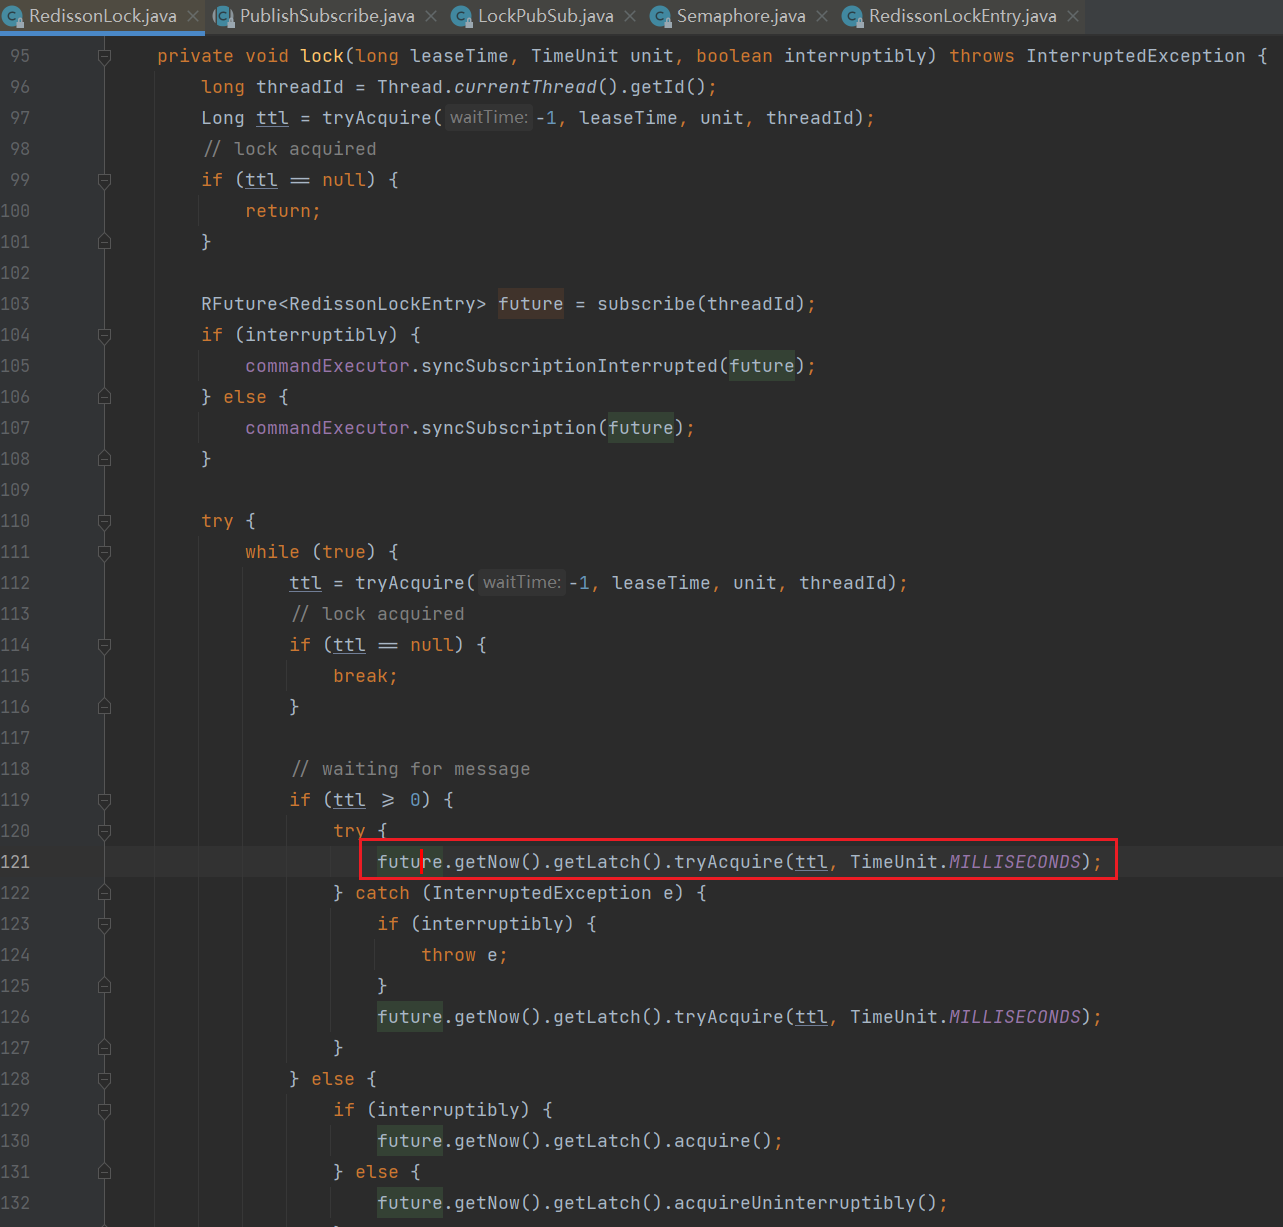 RedissonLock.java PublishSubscribe.java LockPubSub.java Semaphore.java RedissonLockEntry.java
95 private void lock(long leaseTime, TimeUnit unit, boolean interruptibly) throws InterruptedException {
96 long threadId = Thread.currentThread().getId();
97 Long ttl = tryAcquire( waitTime: -1, leaseTime, unit, threadId);
98 // lock acquired
99 if (ttl == null) {
100 return;
101 }
102
103 RFuture<RedissonLockEntry> future = subscribe(threadId);
104 if (interruptibly) {
105 commandExecutor.syncSubscriptionInterrupted(future);
106 } else {
107 commandExecutor.syncSubscription(future);
108 }
109
110 try {
111 while (true) {
112 ttl = tryAcquire( waitTime: -1, leaseTime, unit, threadId);
113 // lock acquired
114 if (ttl == null) {
115 break;
116 }
117
118 // waiting for message
119 if (ttl >= 0) {
120 try {
121 future.getNow().getLatch().tryAcquire(ttl, TimeUnit.MILLISECONDS);
122 } catch (InterruptedException e) {
123 if (interruptibly) {
124 throw e;
125 }
126 future.getNow().getLatch().tryAcquire(ttl, TimeUnit.MILLISECONDS);
127 }
128 } else {
129 if (interruptibly) {
130 future.getNow().getLatch().acquire();
131 } else {
132 future.getNow().getLatch().acquireUninterruptibly();